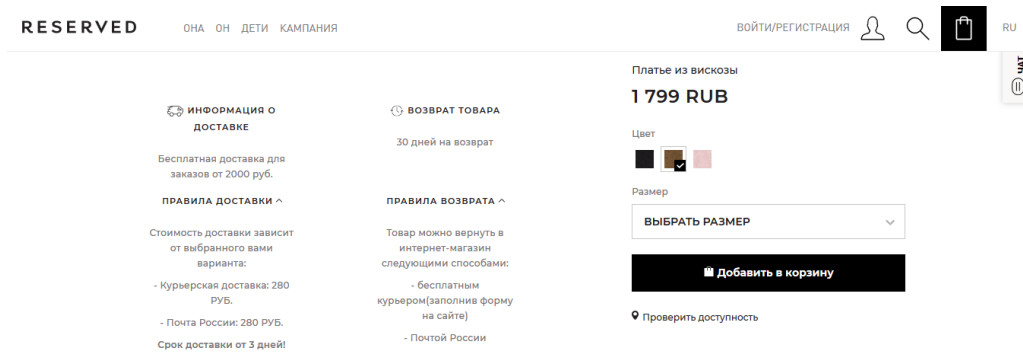 RESERVED
ОНА ОН ДЕТИ КАМПАНИЯ
ВОЙТИ/РЕГИСТРАЦИЯ
RU
ЧАТ
ИНФОРМАЦИЯ О
ДОСТАВКЕ
Бесплатная доставка для
заказов от 2000 руб.
ПРАВИЛА ДОСТАВКИ
Стоимость доставки зависит
от выбранного вами
варианта:
- Курьерская доставка: 280
РУБ.
- Почта России: 280 РУБ.
Срок доставки от 3 дней!
ВОЗВРАТ ТОВАРА
30 дней на возврат
ПРАВИЛА ВОЗВРАТА
Товар можно вернуть в
интернет-магазин
следующими способами:
- бесплатным
курьером(заполнив форму
на сайте)
- Почтой России
Платье из вискозы
1 799 RUB
Цвет
Размер
ВЫБРАТЬ РАЗМЕР
Добавить в корзину
Проверить доступность